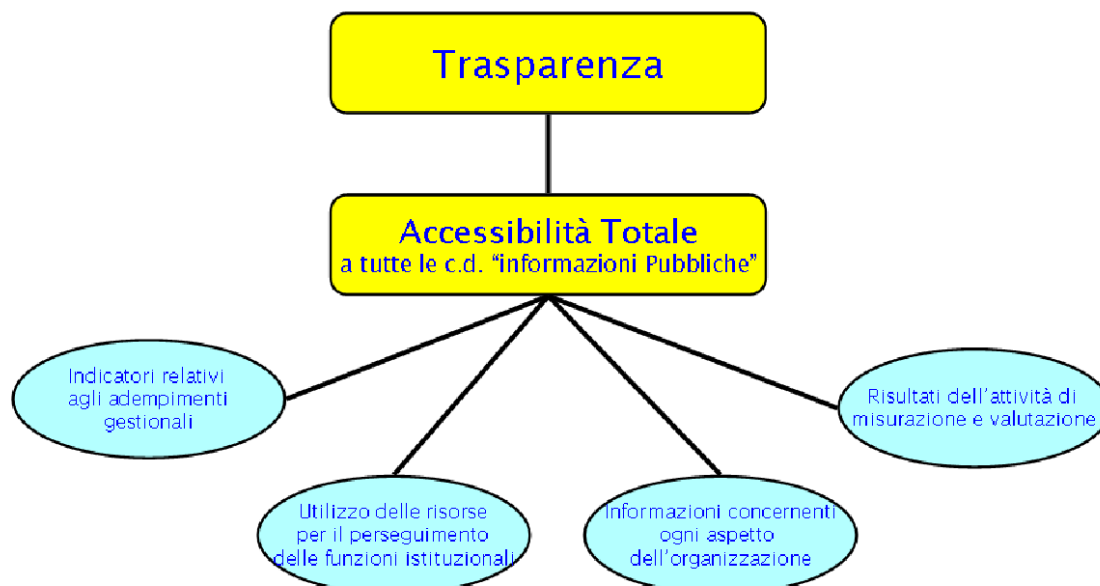 Trasparenza
Accessibilità Totale
a tutte le c.d. “informazioni Pubbliche”
Indicatori relativi
agli adempimenti
gestionali
Risultati dell’attività di
misurazione e valutazione
Utilizzo delle risorse
per il perseguimento
delle funzioni istituzionali
Informazioni concernenti
ogni aspetto
dell’organizzazione